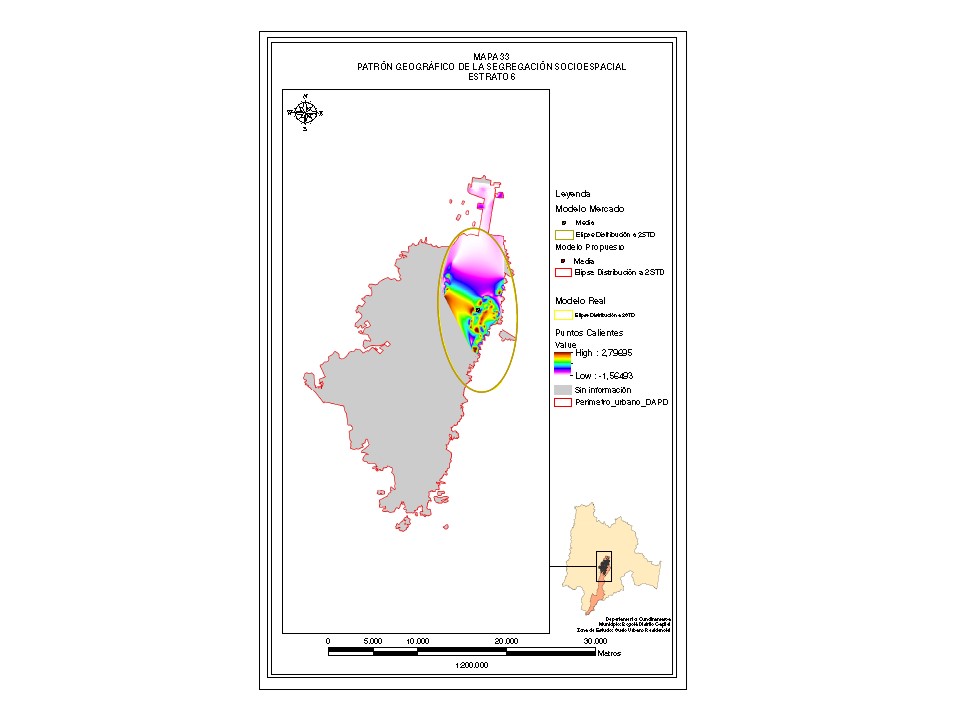 MAPA 33
PATRÓN GEOGRÁFICO DE LA SEGREGACIÓN SOCIOESPACIAL
ESTRATO 6
N
W
E
S
Leyenda
Modelo Mercado
Media
Elipse Distribución a 2STD
Modelo Propuesto
Media
Elipse Distribución a 2STD
Modelo Real
Elipse Distribución a 2STD
Puntos Calientes
Value
High : 2,79695
Low : -1,56493
Sin información
Perimetro_urbano_DAPD
Departamento: Cundinamarca
Municipio: Bogotá Distrito Capital
Zona de Estudio: Suelo Urbano Residencial
0 5.000 10.000 20.000 30.000
Metros
1:200.000